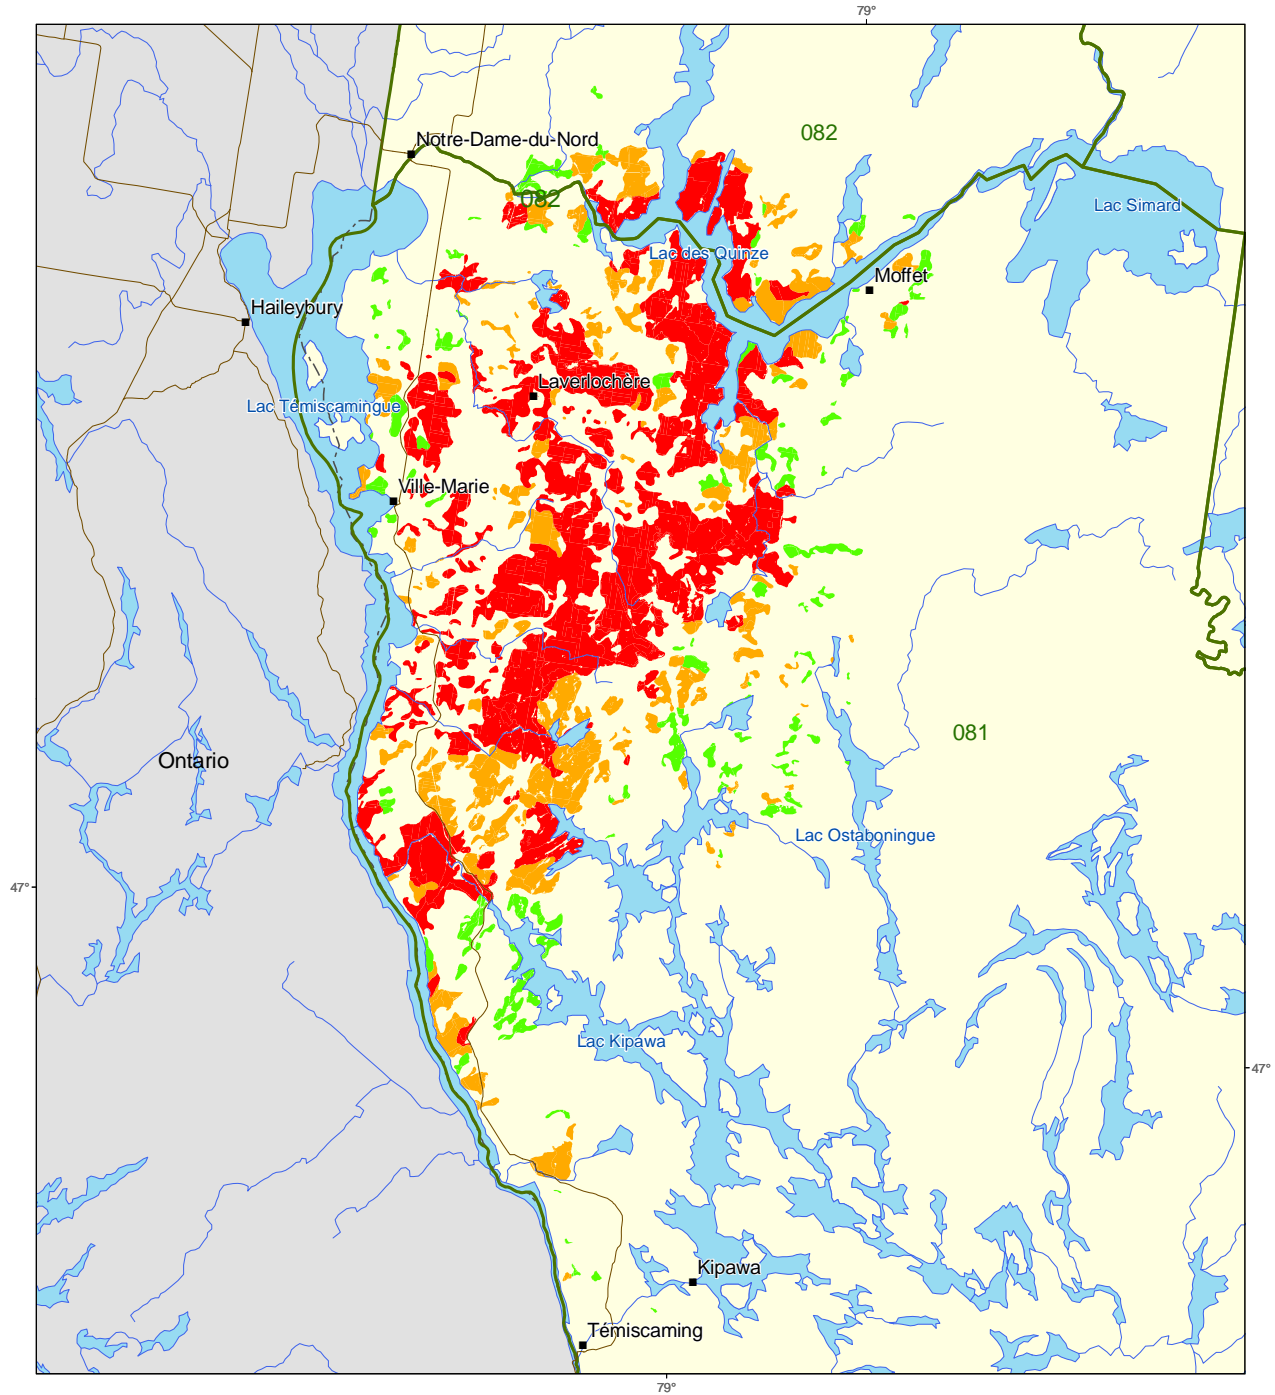 79°
082
Notre-Dame-du-Nord
082
Lac Simard
Lac des Quinze
Moffet
Haileybury
Laverlochère
Lac Témiscamingue
Ville-Marie
081
Ontario
Lac Ostaboningue
47°
Lac Kipawa
47°
Kipawa
Témiscaming
79°